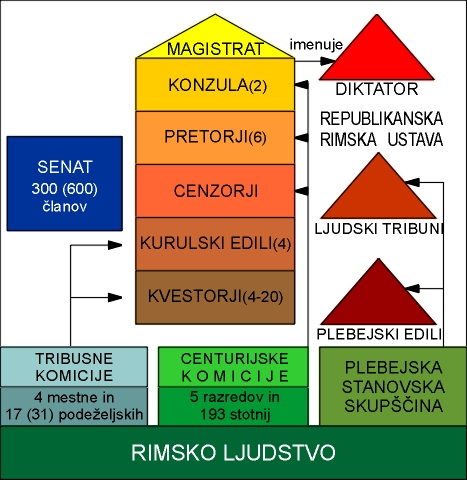 MAGISTRAT
imenuje
KONZULA(2)
DIKTATOR
REPUBLIKANSKA
RIMSKA USTAVA
PRETORJI(6)
SENAT
300 (600)
članov
CENZORJI
LJUDSKI TRIBUNI
KURULSKI EDILI(4)
KVESTORJI(4-20)
PLEBEJSKI EDILI
TRIBUSNE
KOMICIJE
4 mestne in
17 (31) podeželjskih
CENTURIJSKE
KOMICIJE
5 razredov in
193 stotnij
PLEBEJSKA
STANOVSKA
SKUPŠČINA
RIMSKO LJUDSTVO